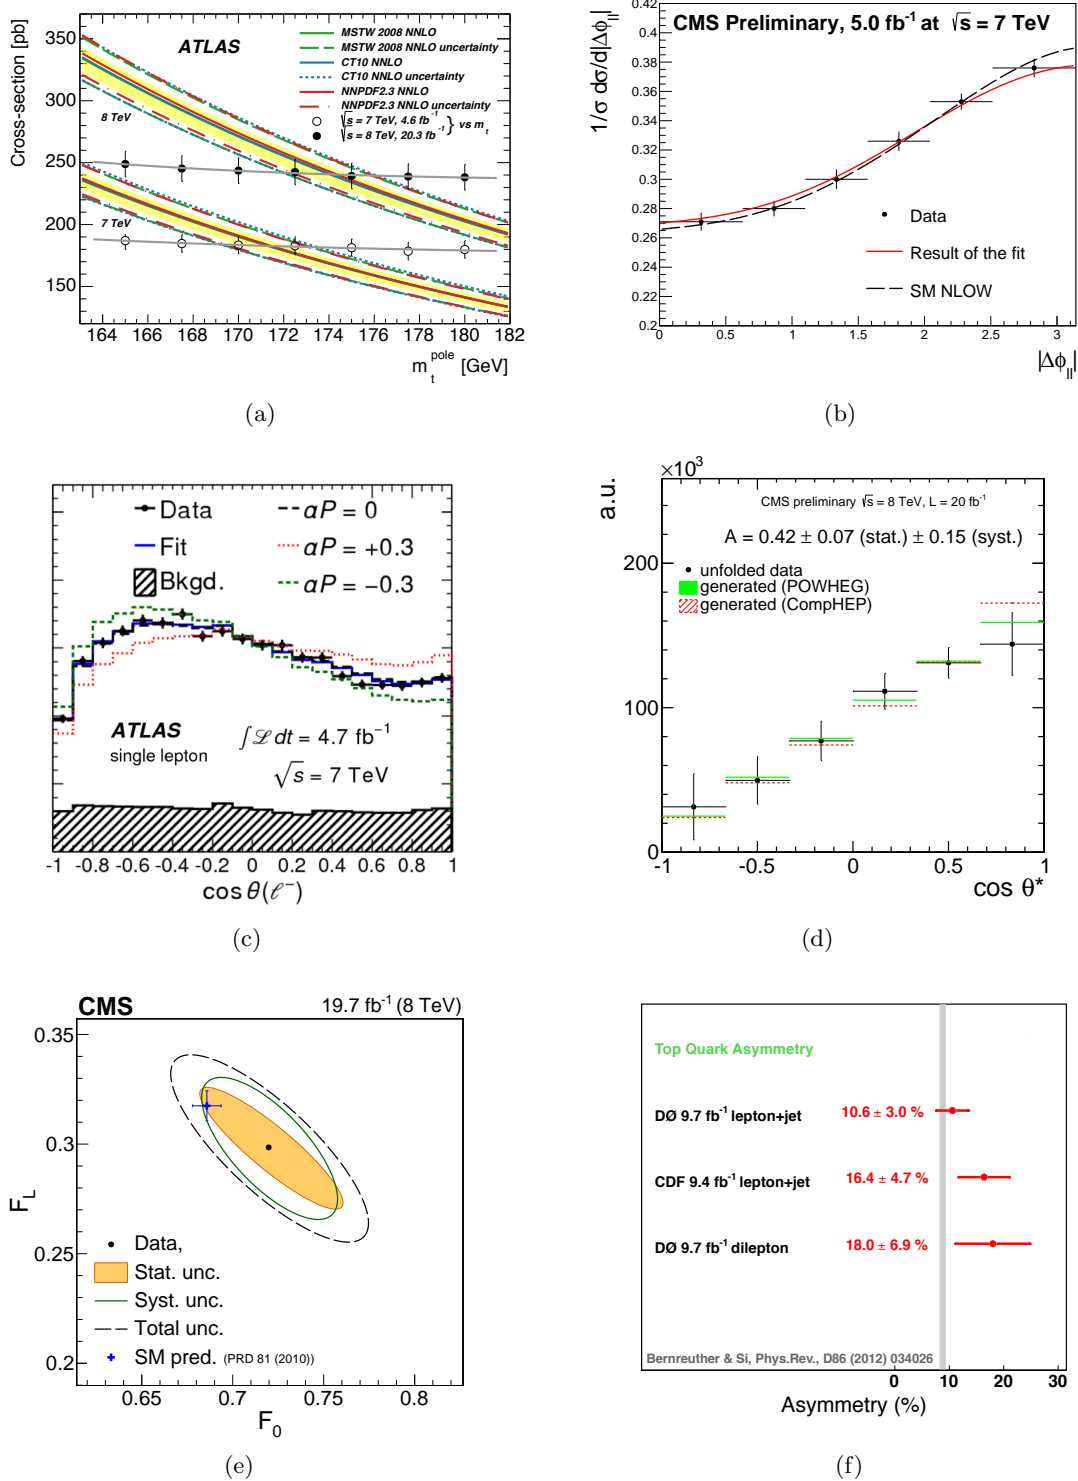 ATLAS
MSTW 2008 NNLO
MSTW 2008 NNLO uncertainty
CT10 NNLO
CT10 NNLO uncertainty
NNPDF2.3 NNLO
NNPDF2.3 NNLO uncertainty
√s = 7 TeV, 4.6 fb⁻¹
√s = 8 TeV, 20.3 fb⁻¹
} vs m_t
8 TeV
7 TeV
Cross-section [pb]
350
300
250
200
150
164 166 168 170 172 174 176 178 180 182
m_t^pole [GeV]
(a)
CMS Preliminary, 5.0 fb⁻¹ at √s = 7 TeV
1/σ dσ/d|Δϕ_ll|
0.42
0.4
0.38
0.36
0.34
0.32
0.3
0.28
0.26
0.24
0.22
0.2
Data
Result of the fit
SM NLOW
0 0.5 1 1.5 2 2.5 3
|Δϕ_ll|
(b)
Data
Fit
Bkgd.
αP = 0
αP = +0.3
αP = −0.3
ATLAS
single lepton
∫ℒdt = 4.7 fb⁻¹
√s = 7 TeV
-1 -0.8 -0.6 -0.4 -0.2 0 0.2 0.4 0.6 0.8 1
cos θ(ℓ⁻)
(c)
×10³
a.u.
CMS preliminary √s = 8 TeV, L = 20 fb⁻¹
A = 0.42 ± 0.07 (stat.) ± 0.15 (syst.)
unfolded data
generated (POWHEG)
generated (CompHEP)
200
100
0
-1 -0.5 0 0.5 1
cos θ*
(d)
CMS
19.7 fb⁻¹ (8 TeV)
F_L
0.35
0.3
0.25
0.2
Data,
Stat. unc.
Syst. unc.
Total unc.
SM pred. (PRD 81 (2010))
0.65 0.7 0.75 0.8
F_0
(e)
Top Quark Asymmetry
DØ 9.7 fb⁻¹ lepton+jet 10.6 ± 3.0 %
CDF 9.4 fb⁻¹ lepton+jet 16.4 ± 4.7 %
DØ 9.7 fb⁻¹ dilepton 18.0 ± 6.9 %
Bernreuther & Si, Phys.Rev., D86 (2012) 034026
0 10 20 30
Asymmetry (%)
(f)